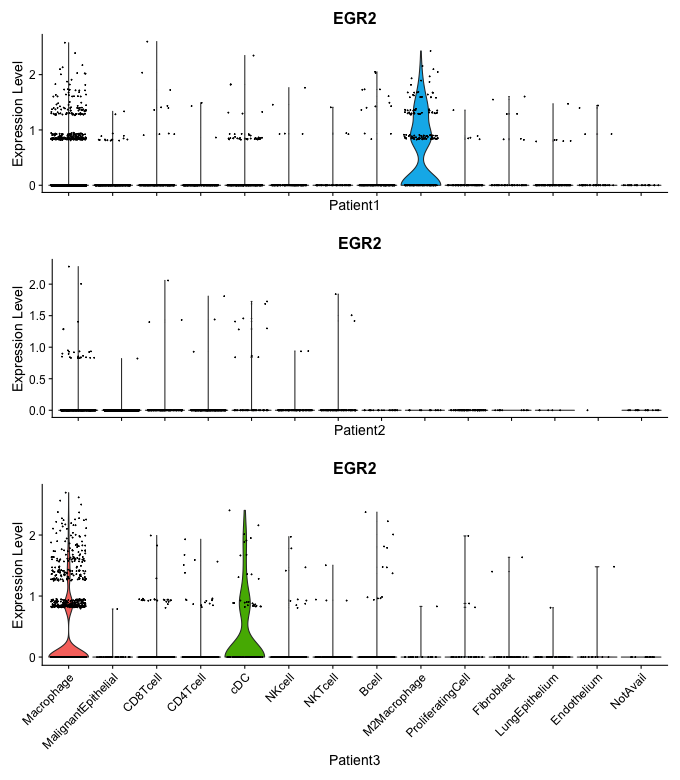 EGR2
Expression Level
2
1
0
Patient1
EGR2
Expression Level
2.0
1.5
1.0
0.5
0.0
Patient2
EGR2
Expression Level
2
1
0
Macrophage
MalignantEpithelial
CD8Tcell
CD4Tcell
cDC
NKcell
NKTcell
Bcell
M2Macrophage
ProliferatingCell
Fibroblast
LungEpithelium
Endothelium
NotAvail
Patient3